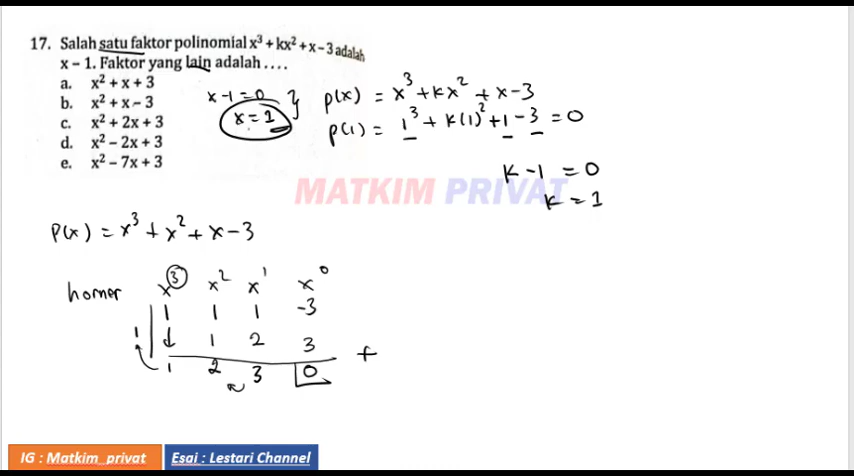 17. Salah satu faktor polinomial x³ + kx² + x − 3 adalah
x − 1. Faktor yang lain adalah . . . .
a. x² + x + 3
b. x² + x − 3
c. x² + 2x + 3
d. x² − 2x + 3
e. x² − 7x + 3
x-1=0
x=1
p(x) = x³ + kx² + x-3
p(1) = 1³ + k(1)² + 1 - 3 = 0
k -1 = 0
k = 1
MATKIM PRIVAT
P(x) = x³ + x² + x - 3
horner x³ x² x¹ x⁰
1 1 1 -3
1 ↓ 1 2 3 +
1 2 3 0
IG : Matkim_privat Esai : Lestari Channel